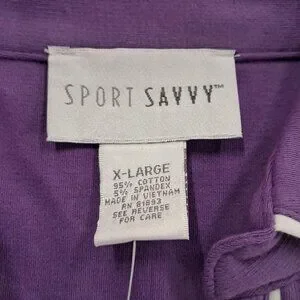 SPORT SAVVY™
X-LARGE
95% COTTON
5% SPANDEX
MADE IN VIETNAM
RN 81893
SEE REVERSE
FOR CARE